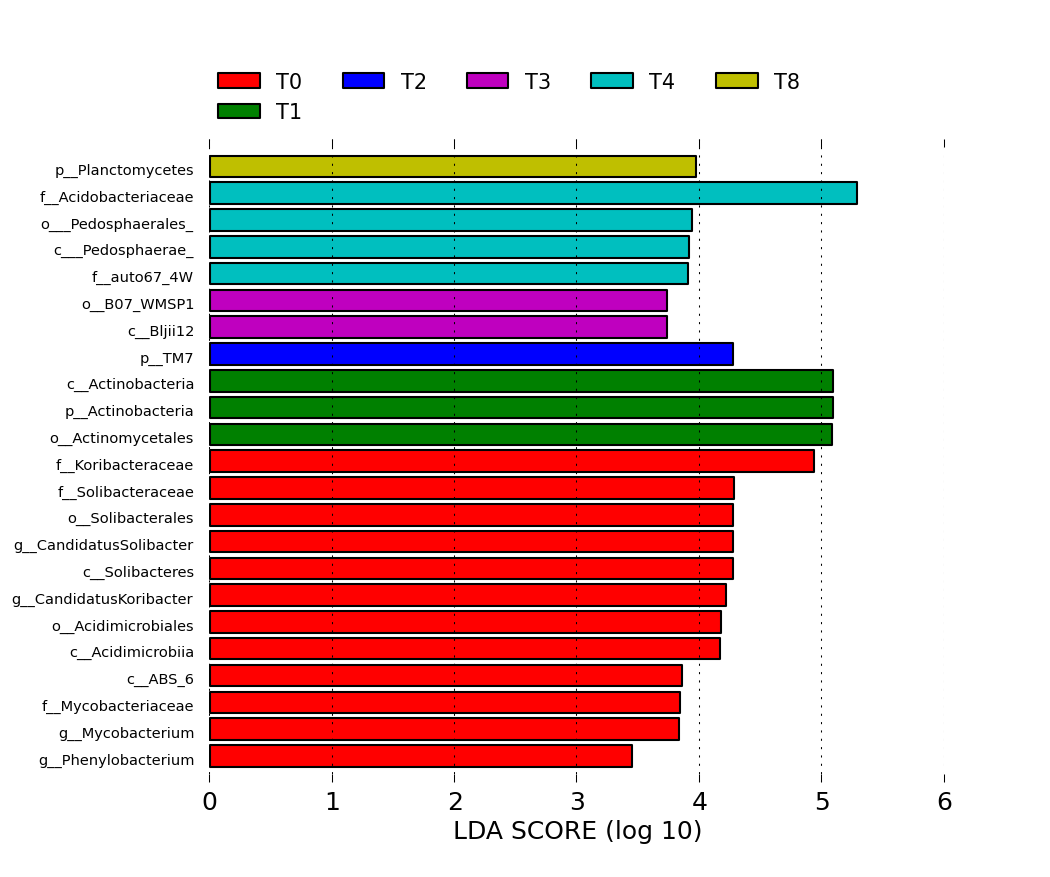 T0 T2 T3 T4 T8
T1
p__Planctomycetes
f__Acidobacteriaceae
o___Pedosphaerales_
c___Pedosphaerae_
f__auto67_4W
o__B07_WMSP1
c__Bljii12
p__TM7
c__Actinobacteria
p__Actinobacteria
o__Actinomycetales
f__Koribacteraceae
f__Solibacteraceae
o__Solibacterales
g__CandidatusSolibacter
c__Solibacteres
g__CandidatusKoribacter
o__Acidimicrobiales
c__Acidimicrobiia
c__ABS_6
f__Mycobacteriaceae
g__Mycobacterium
g__Phenylobacterium
0 1 2 3 4 5 6
LDA SCORE (log 10)